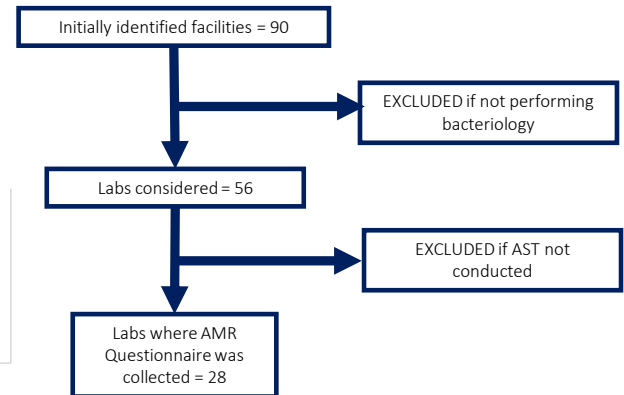 Initially identified facilities = 90
EXCLUDED if not performing
bacteriology
Labs considered = 56
EXCLUDED if AST not
conducted
Labs where AMR
Questionnaire was
collected = 28